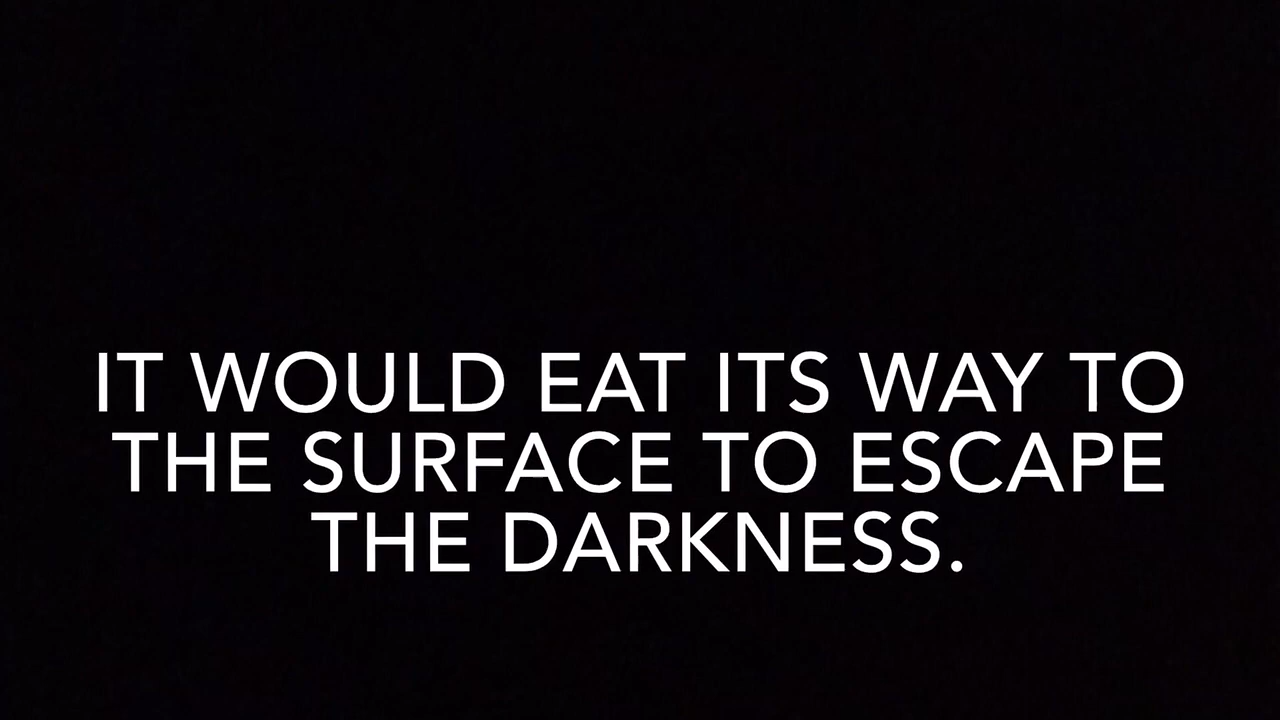 IT WOULD EAT ITS WAY TO
THE SURFACE TO ESCAPE
THE DARKNESS.